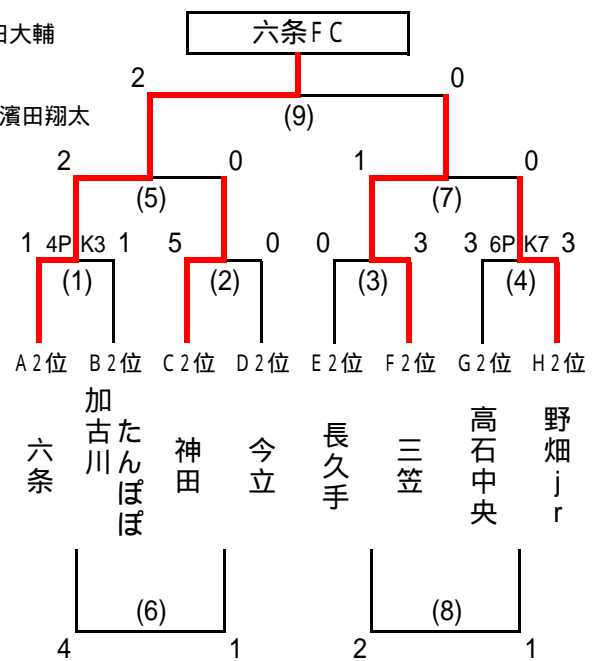 田大輔
六条FC
2 0
濱田翔太
(9)
2 0 1 0
(5) (7)
1 4P K3 1 5 0 0 3 3 6P K7 3
(1) (2) (3) (4)
A2位 B2位 C2位 D2位 E2位 F2位 G2位 H2位
六条
加古川
たんぽぽ
神田
今立
長久手
三笠
高石中央
野畑jr
(6) (8)
4 1 2 1